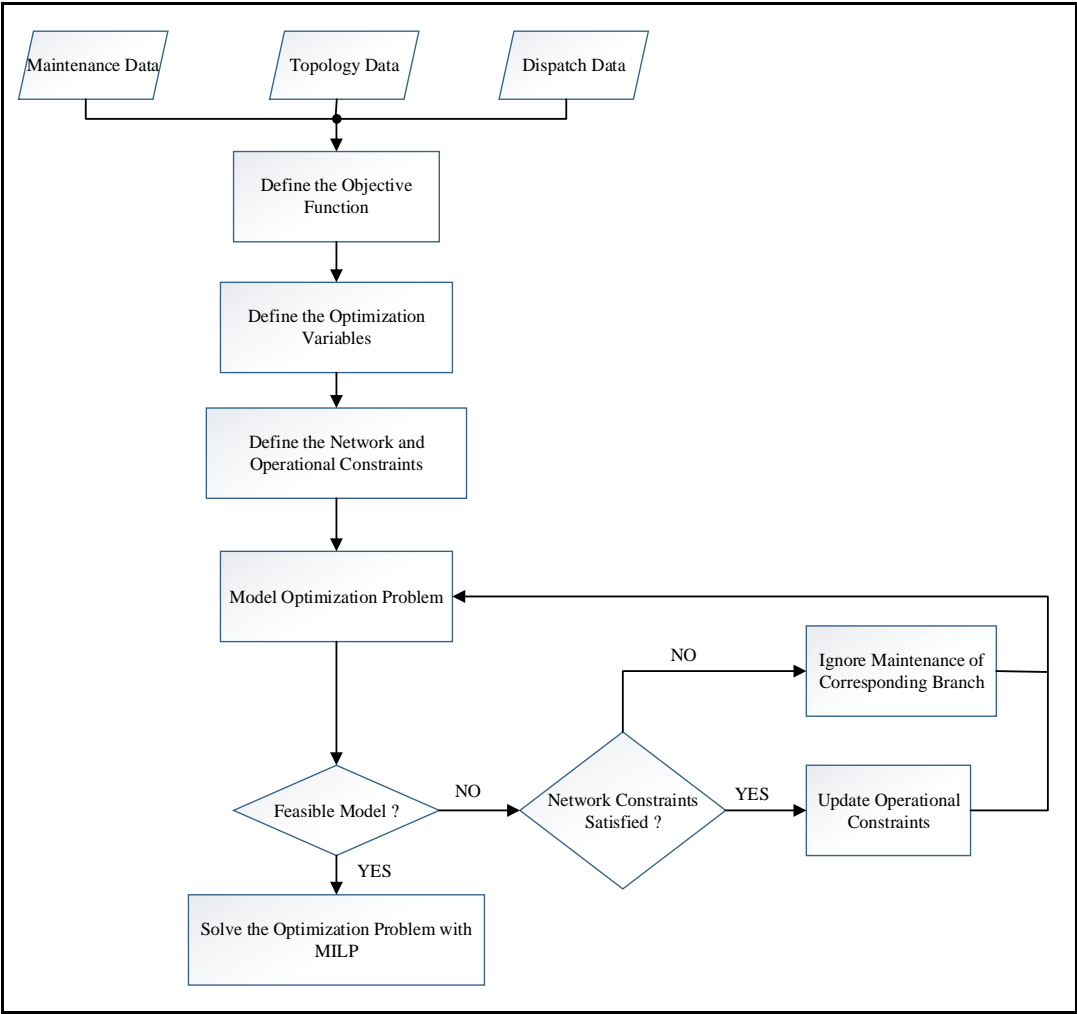 Maintenance Data
Topology Data
Dispatch Data
Define the Objective
Function
Define the Optimization
Variables
Define the Network and
Operational Constraints
Model Optimization Problem
NO
Ignore Maintenance of
Corresponding Branch
Feasible Model ?
NO
Network Constraints
Satisfied ?
YES
Update Operational
Constraints
YES
Solve the Optimization Problem with
MILP